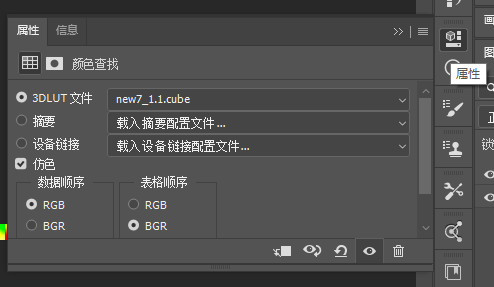 属性
信息
颜色查找
3DLUT 文件
new7_1.1.cube
摘要
载入摘要配置文件...
设备链接
载入设备链接配置文件...
仿色
数据顺序
表格顺序
RGB
RGB
BGR
BGR
属性
画
图
正
锁